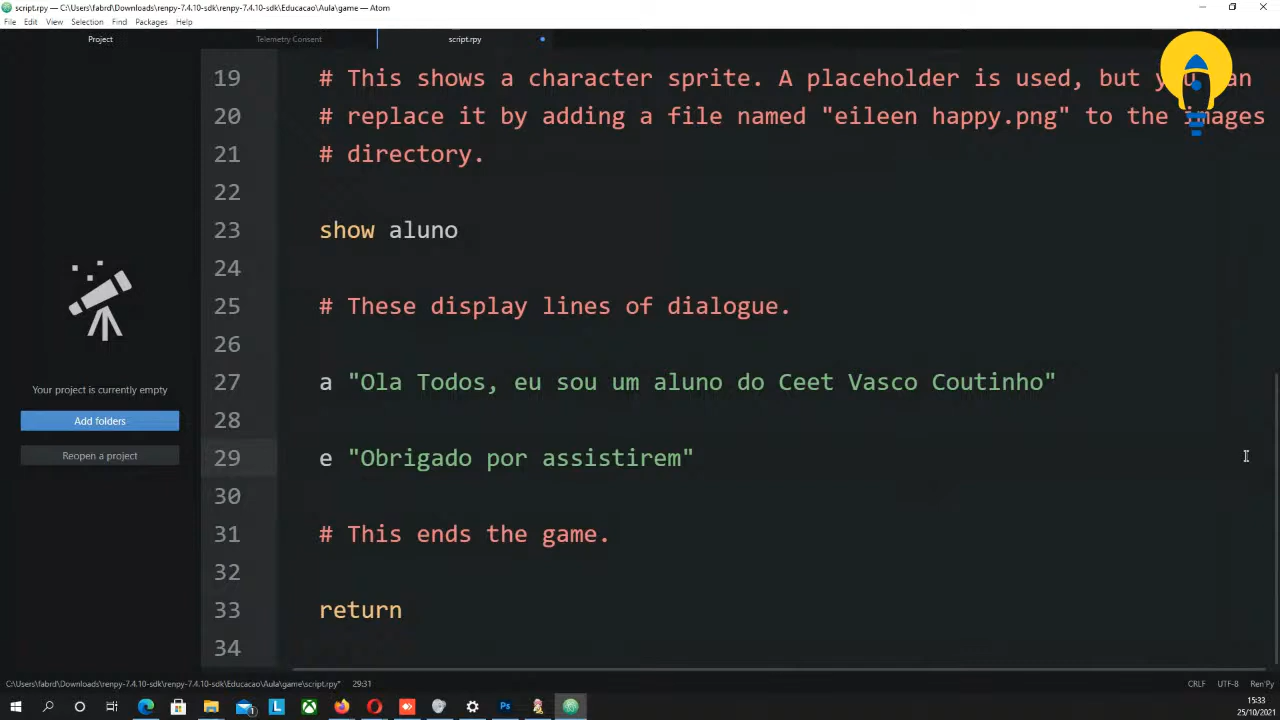 script.rpy — C:\Users\fabrd\Downloads\renpy-7.4.10-sdk\renpy-7.4.10-sdk\Educacao\Aula\game — Atom
File Edit View Selection Find Packages Help
Project
Telemetry Consent
script.rpy
19 # This shows a character sprite. A placeholder is used, but you can
20 # replace it by adding a file named "eileen happy.png" to the images
21 # directory.
22
23 show aluno
24
25 # These display lines of dialogue.
26
27 a "Ola Todos, eu sou um aluno do Ceet Vasco Coutinho"
28
29 e "Obrigado por assistirem"
30
31 # This ends the game.
32
33 return
34
Your project is currently empty
Add folders
Reopen a project
C:\Users\fabrd\Downloads\renpy-7.4.10-sdk\renpy-7.4.10-sdk\Educacao\Aula\game\script.rpy* 29:31
CRLF UTF-8 Ren'Py
15:33
25/10/2021